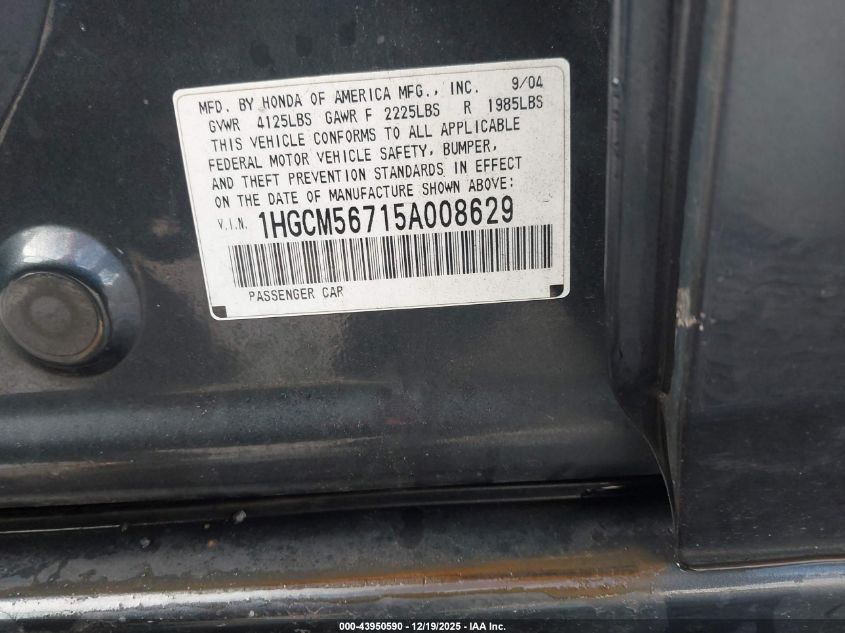 MFD. BY HONDA OF AMERICA MFG., INC. 9/04
GVWR 4125LBS GAWR F 2225LBS R 1985LBS
THIS VEHICLE CONFORMS TO ALL APPLICABLE
FEDERAL MOTOR VEHICLE SAFETY, BUMPER,
AND THEFT PREVENTION STANDARDS IN EFFECT
ON THE DATE OF MANUFACTURE SHOWN ABOVE:
V.I.N. 1HGCM56715A008629
PASSENGER CAR
000-43950590 - 12/19/2025 - IAA Inc.